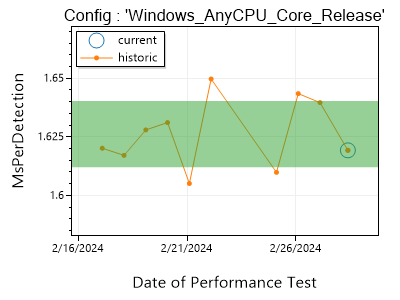 Config : 'Windows_AnyCPU_Core_Release'
current
historic
MsPerDetection
1.65
1.625
1.6
2/16/2024 2/21/2024 2/26/2024
Date of Performance Test